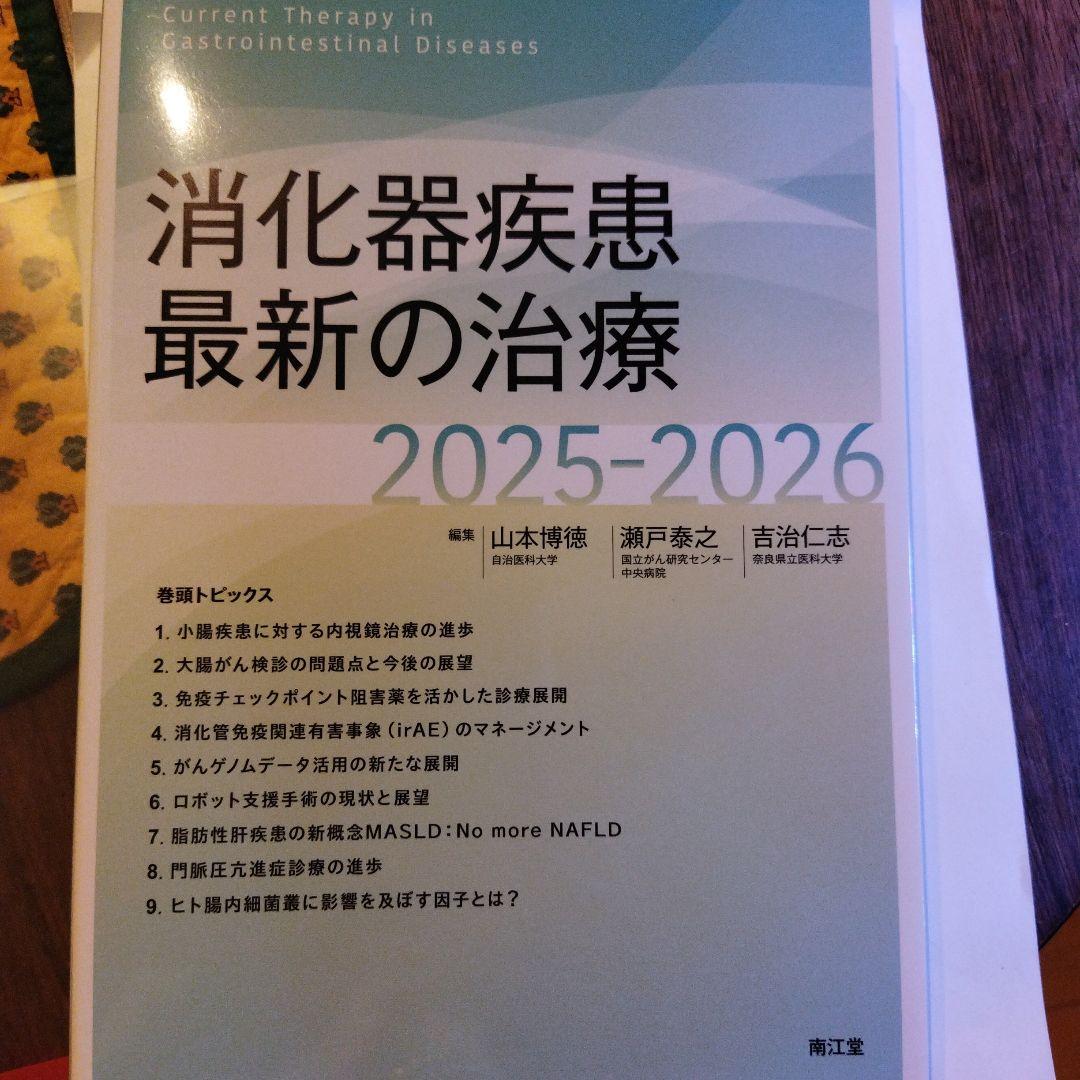 Current Therapy in
Gastrointestinal Diseases
消化器疾患
最新の治療
2025-2026
編集
山本博徳
自治医科大学
瀬戸泰之
国立がん研究センター
中央病院
吉治仁志
奈良県立医科大学
巻頭トピックス
1. 小腸疾患に対する内視鏡治療の進歩
2. 大腸がん検診の問題点と今後の展望
3. 免疫チェックポイント阻害薬を活かした診療展開
4. 消化管免疫関連有害事象（irAE）のマネージメント
5. がんゲノムデータ活用の新たな展開
6. ロボット支援手術の現状と展望
7. 脂肪性肝疾患の新概念MASLD：No more NAFLD
8. 門脈圧亢進症診療の進歩
9. ヒト腸内細菌叢に影響を及ぼす因子とは？
南江堂